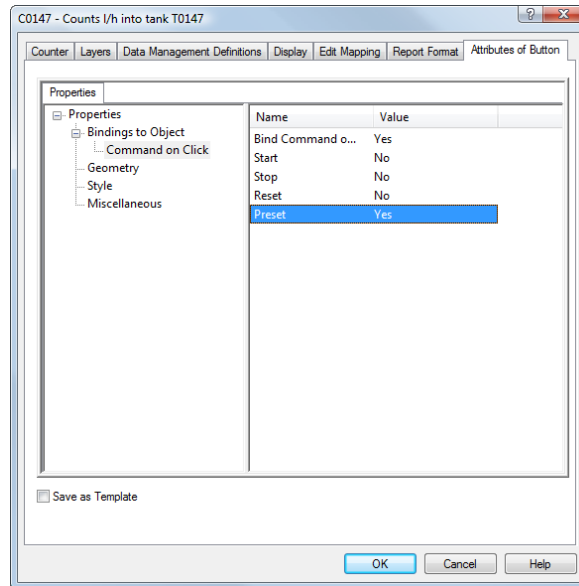 C0147 - Counts l/h into tank T0147
Counter Layers Data Management Definitions Display Edit Mapping Report Format Attributes of Button
Properties
Properties
Bindings to Object
Command on Click
Geometry
Style
Miscellaneous
Name Value
Bind Command o... Yes
Start No
Stop No
Reset No
Preset Yes
Save as Template
OK Cancel Help